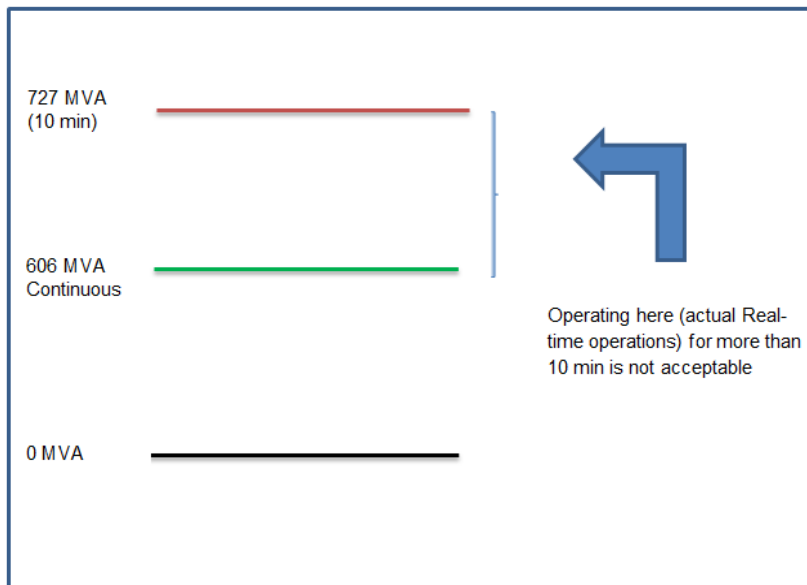 727 MVA
(10 min)
606 MVA
Continuous
Operating here (actual Real-
time operations) for more than
10 min is not acceptable
0 MVA